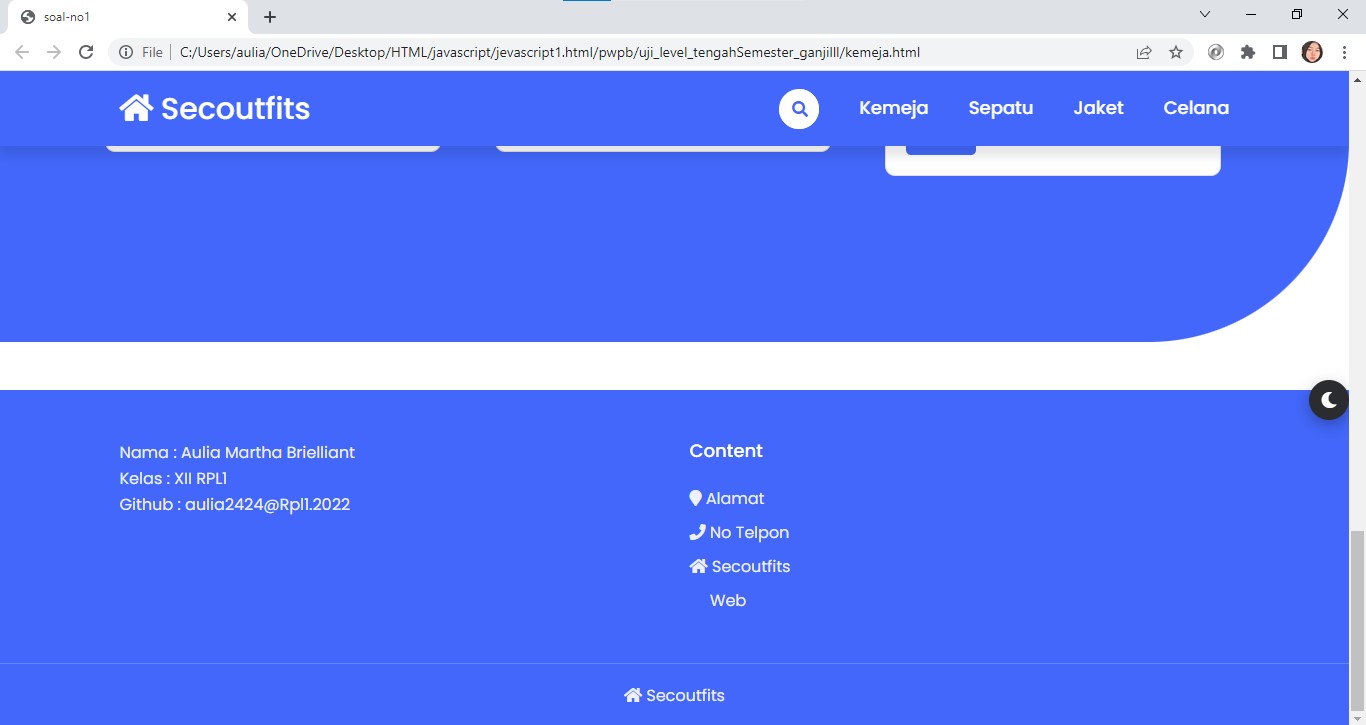 soal-no1
File | C:/Users/aulia/OneDrive/Desktop/HTML/javascript/jevascript1.html/pwpb/uji_level_tengahSemester_ganjilll/kemeja.html
Secoutfits Kemeja Sepatu Jaket Celana
Nama : Aulia Martha Brielliant
Kelas : XII RPL1
Github : aulia2424@Rpl1.2022
Content
Alamat
No Telpon
Secoutfits
Web
Secoutfits